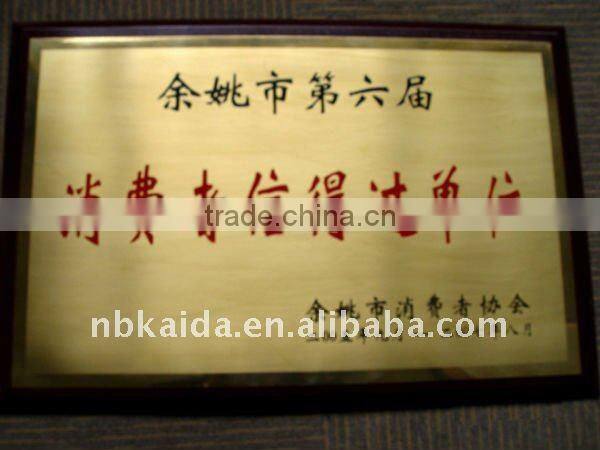 余姚市第六届
消费者信得过单位
trade.china.cn
余姚市消费者协会
nbkaida.en.alibaba.com